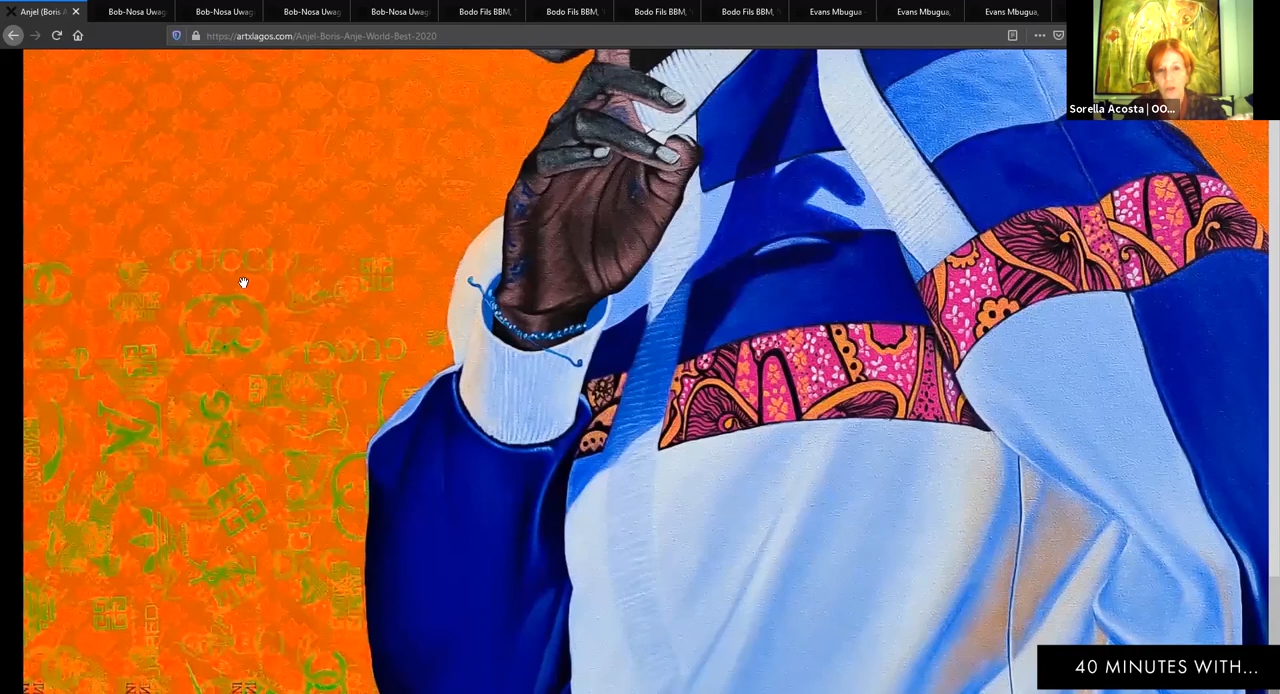 Anjel (Boris A
Bob-Nosa Uwag
Bob-Nosa Uwag
Bob-Nosa Uwag
Bob-Nosa Uwag
Bodo Fils BBM,
Bodo Fils BBM,
Bodo Fils BBM,
Bodo Fils BBM,
Evans Mbugua
Evans Mbugua,
Evans Mbugua,
https://artxlagos.com/Anjel-Boris-Anje-World-Best-2020
Sorella Acosta | OO...
GUCCI
GUCCI
LV
D&G
40 MINUTES WITH...